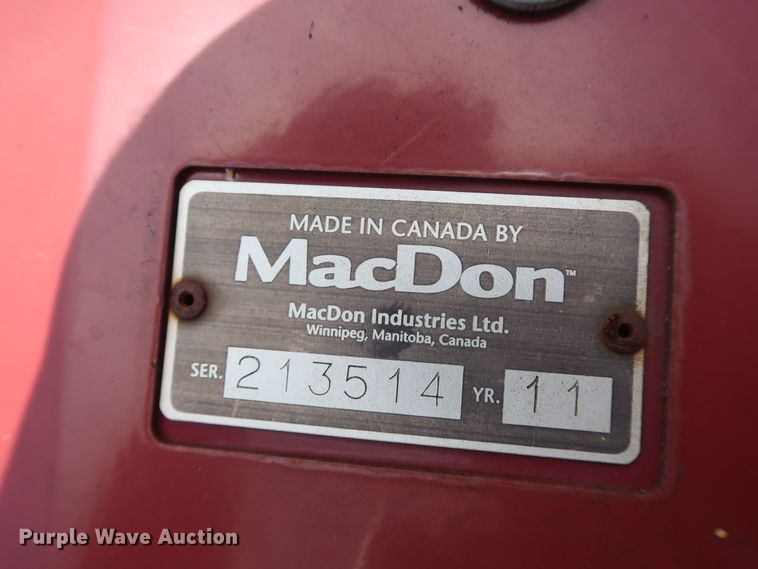 MADE IN CANADA BY
MacDon™
MacDon Industries Ltd.
Winnipeg, Manitoba, Canada
SER. 213514 YR. 11
Purple Wave Auction